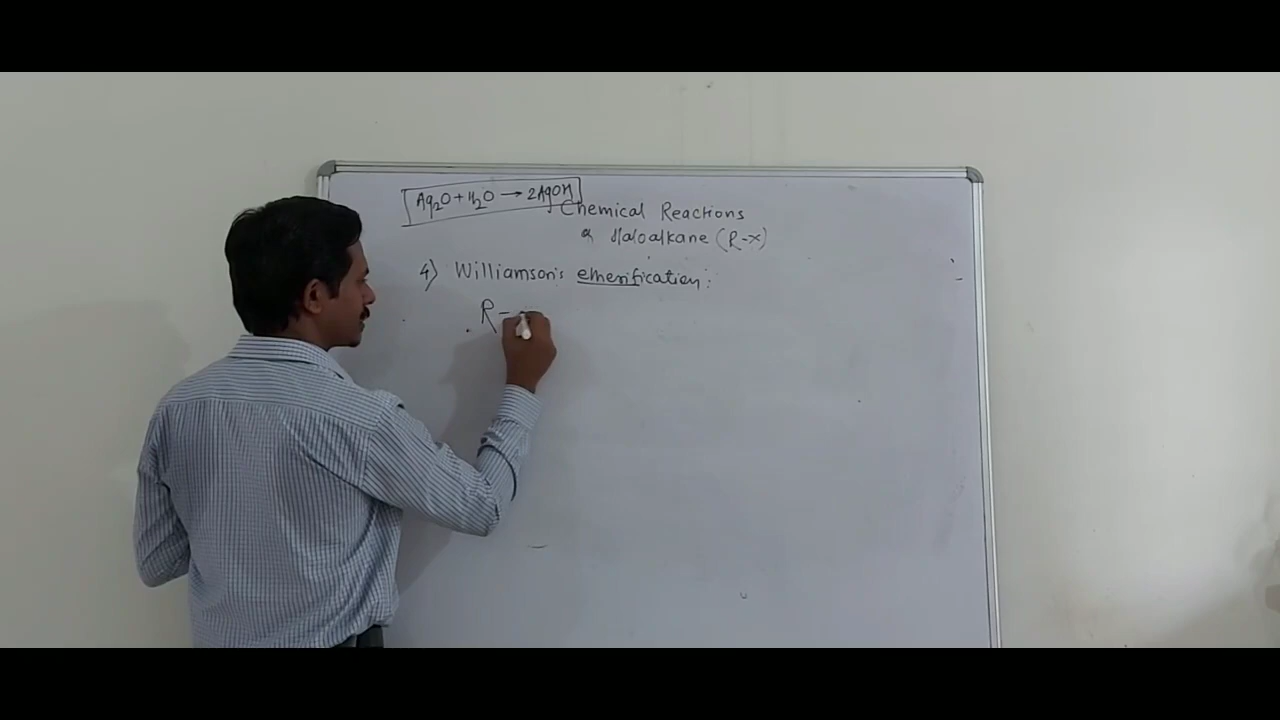 Ag₂O + H₂O → 2AgOH
Chemical Reactions
of Haloalkane (R-X)
4) Williamson's etherification:
R-